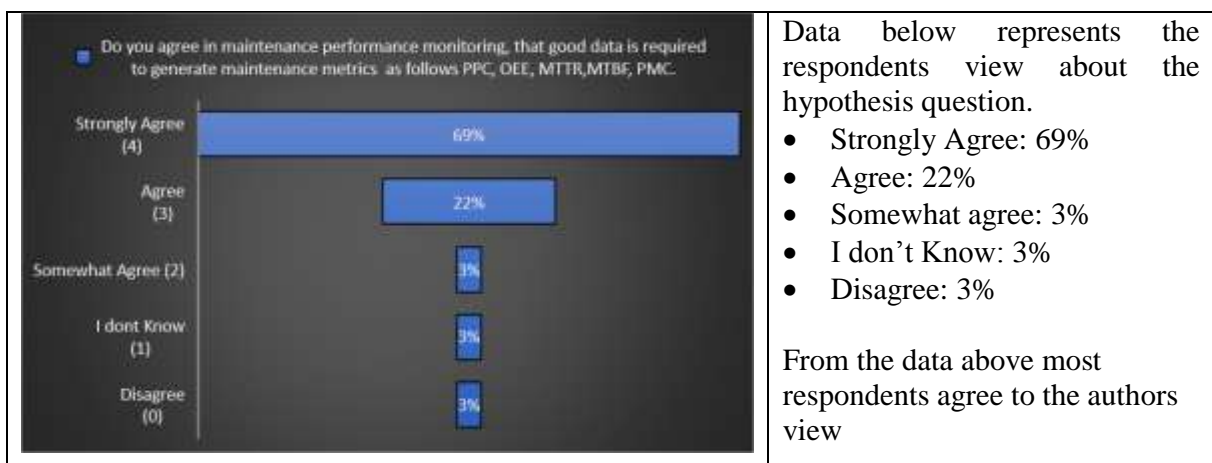 Do you agree in maintenance performance monitoring, that good data is required
to generate maintenance metrics as follows PPC, OEE, MTTR,MTBF, PMC.
Strongly Agree
(4)
69%
Agree
(3)
22%
Somewhat Agree (2)
3%
I dont Know
(1)
3%
Disagree
(0)
3%
Data below represents the
respondents view about the
hypothesis question.
• Strongly Agree: 69%
• Agree: 22%
• Somewhat agree: 3%
• I don’t Know: 3%
• Disagree: 3%
From the data above most
respondents agree to the authors
view